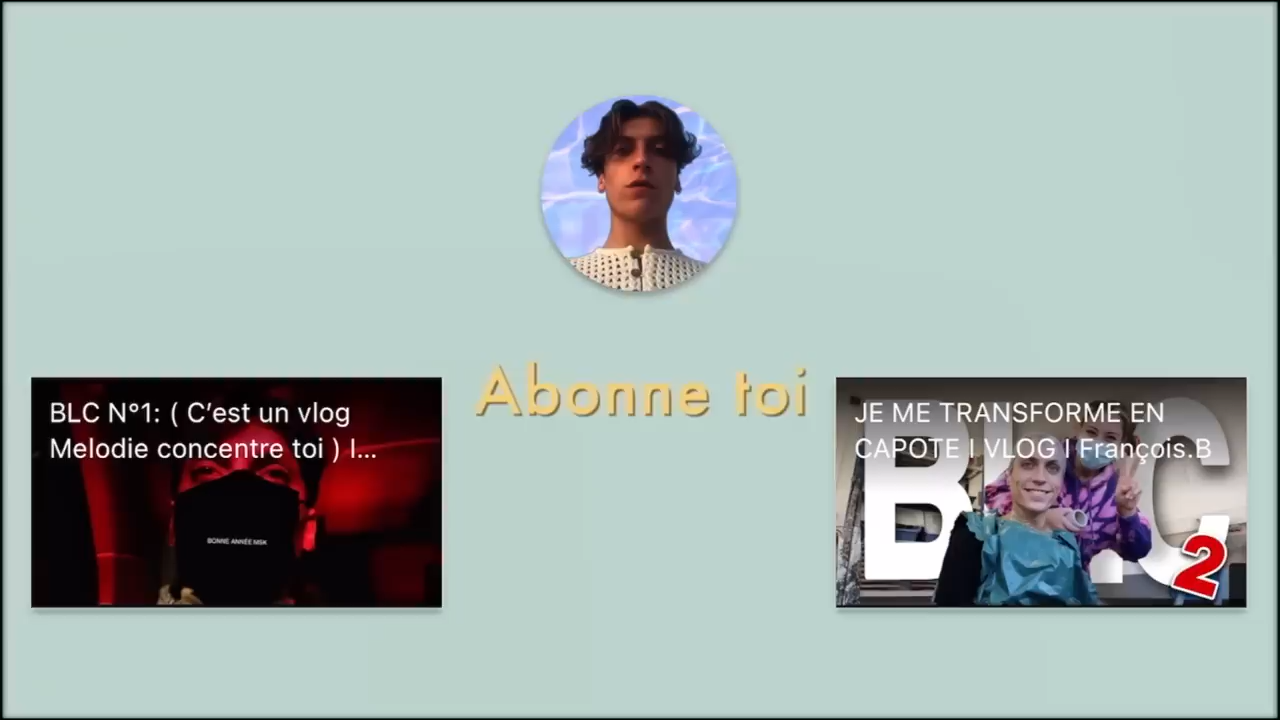 Abonne toi
BLC N°1: ( C’est un vlog
Melodie concentre toi ) I...
BONNE ANNÉE MSK
JE ME TRANSFORME EN
CAPOTE I VLOG I François.B
BLC
2